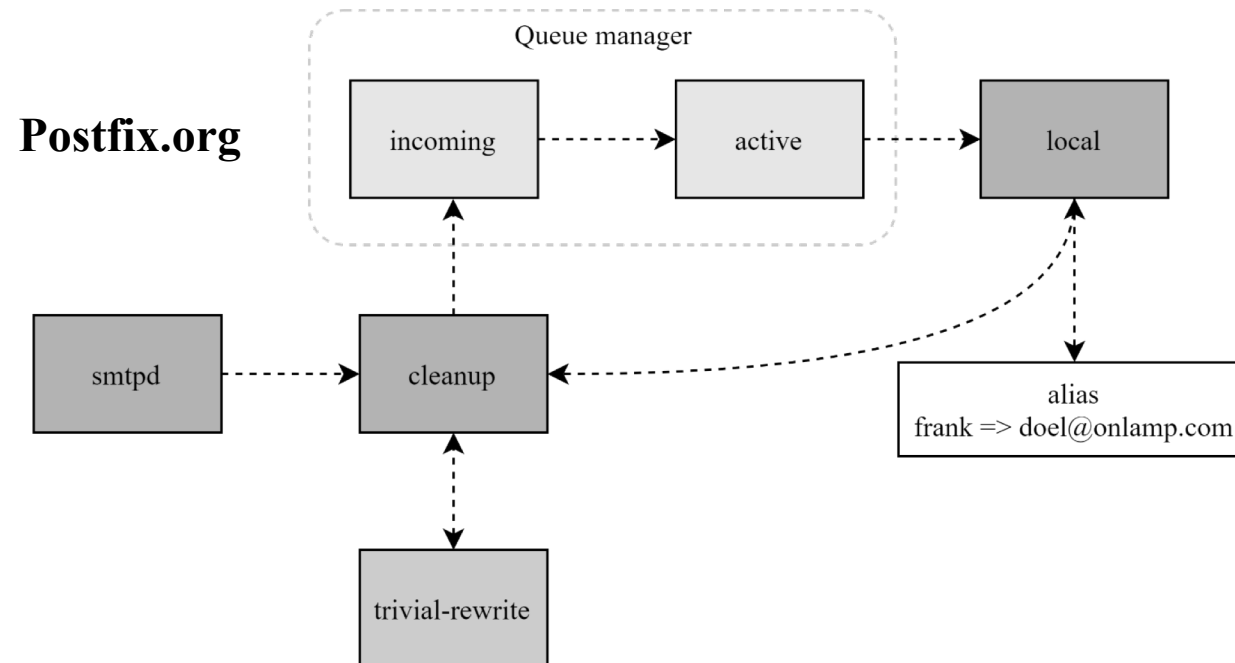 Queue manager
Postfix.org
incoming
active
local
smtpd
cleanup
alias
frank => doel@onlamp.com
trivial-rewrite